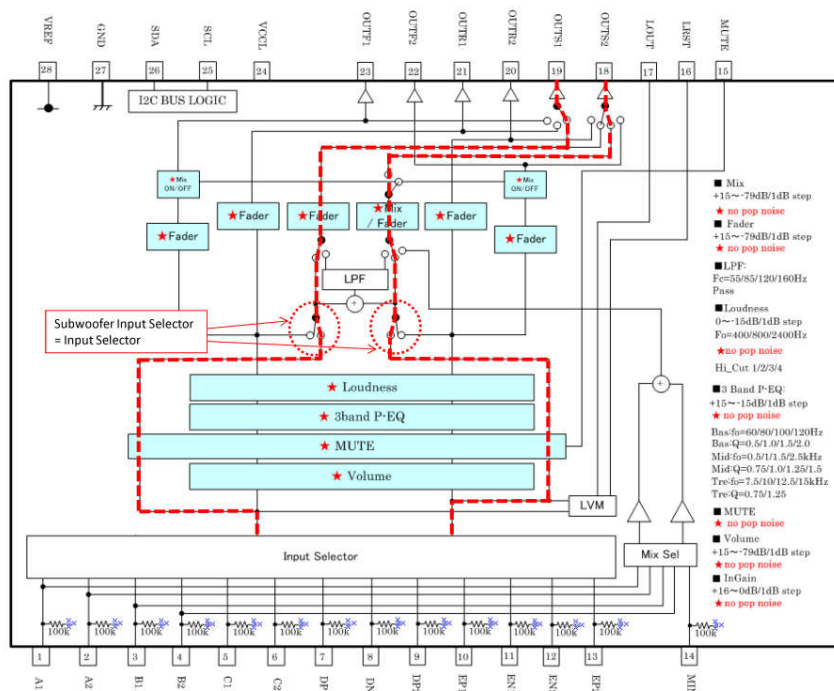 VREF
GND
SDA
SCL
VCCL
OUTF1
OUTF2
OUTR1
OUTR2
OUTS1
OUTS2
LOUT
LRST
MUTE
28
27
26
25
24
23
22
21
20
19
18
17
16
15
I2C BUS LOGIC
★Mix
ON/OFF
★Mix
ON/OFF
★Fader
★Fader
★Fader
★Mix
/ Fader
★Fader
★Fader
LPF
+
Subwoofer Input Selector
= Input Selector
★ Loudness
★ 3band P-EQ
★ MUTE
★ Volume
LVM
+
Input Selector
Mix Sel
■ Mix
+15~-79dB/1dB step
★ no pop noise
■ Fader
+15~-79dB/1dB step
★no pop noise
■LPF:
Fc=55/85/120/160Hz
Pass
■Loudness
0~-15dB/1dB step
Fo=400/800/2400Hz
★no pop noise
Hi_Cut 1/2/3/4
■3 Band P-EQ:
+15~-15dB/1dB step
★ no pop noise
Bas:fo=60/80/100/120Hz
Bas:Q=0.5/1.0/1.5/2.0
Mid:fo=0.5/1/1.5/2.5kHz
Mid:Q=0.75/1.0/1.25/1.5
Tre:fo=7.5/10/12.5/15kHz
Tre:Q=0.75/1.25
■MUTE
★ no pop noise
■ Volume
+15~-79dB/1dB step
★no pop noise
■ InGain
+16~0dB/1dB step
★no pop noise
100k
100k
100k
100k
100k
100k
100k
100k
100k
100k
100k
100k
100k
100k
1
2
3
4
5
6
7
8
9
10
11
12
13
14
A1
A2
B1
B2
C1
C2